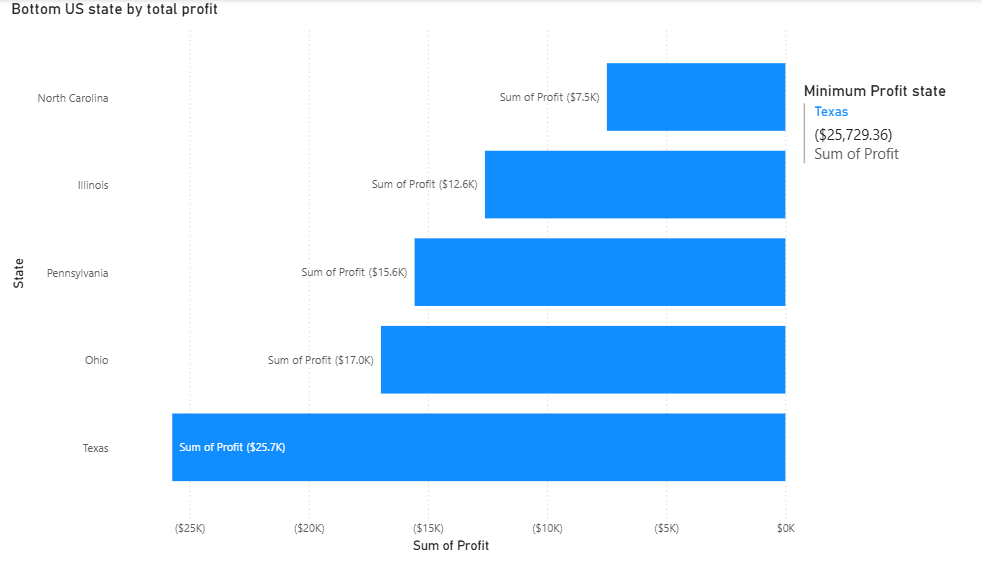 Bottom US state by total profit
North Carolina
Sum of Profit ($7.5K)
Minimum Profit state
Texas
($25,729.36)
Sum of Profit
Illinois
Sum of Profit ($12.6K)
State
Pennsylvania
Sum of Profit ($15.6K)
Ohio
Sum of Profit ($17.0K)
Texas
Sum of Profit ($25.7K)
($25K) ($20K) ($15K) ($10K) ($5K) $0K
Sum of Profit